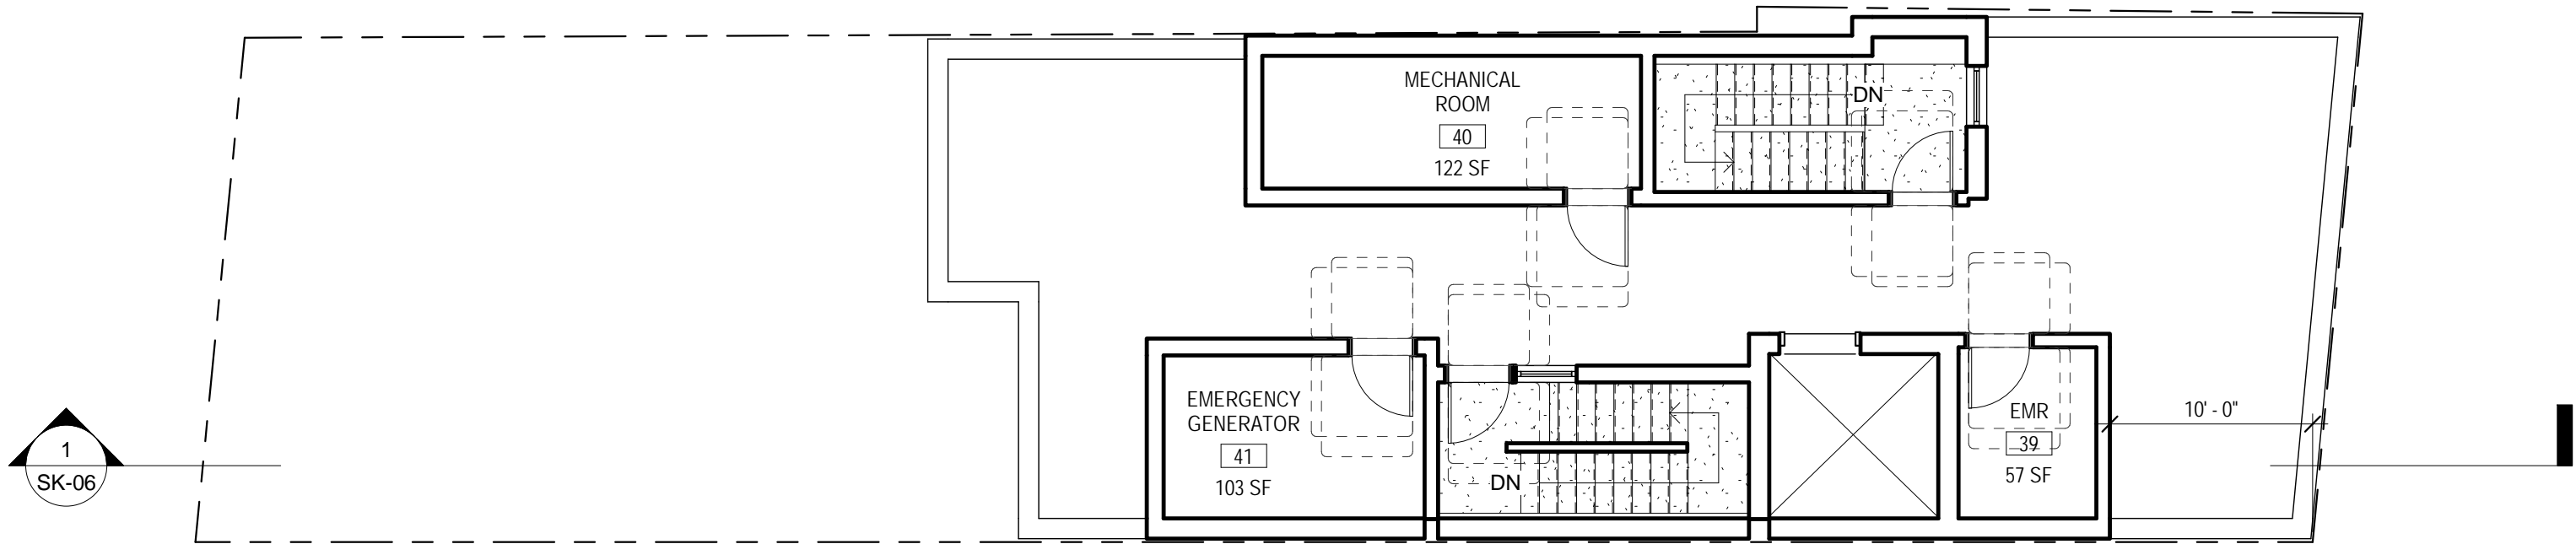 MECHANICAL
ROOM
40
122 SF
DN
EMERGENCY
GENERATOR
41
103 SF
DN
EMR
39
57 SF
10' - 0"
1
SK-06